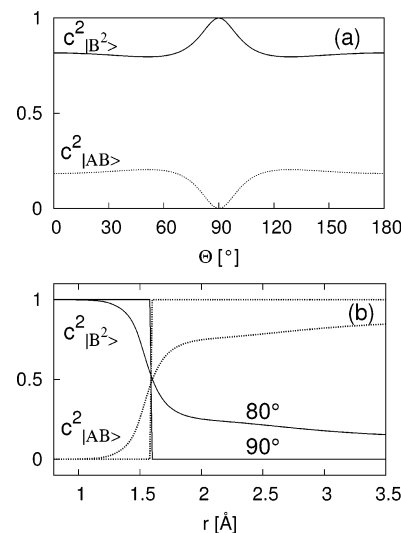 1
c²|B²>
(a)
0.5
c²|AB>
0
0 30 60 90 120 150 180
Θ [°]
1
(b)
c²|B²>
0.5
c²|AB>
80°
90°
0
1 1.5 2 2.5 3 3.5
r [Å]